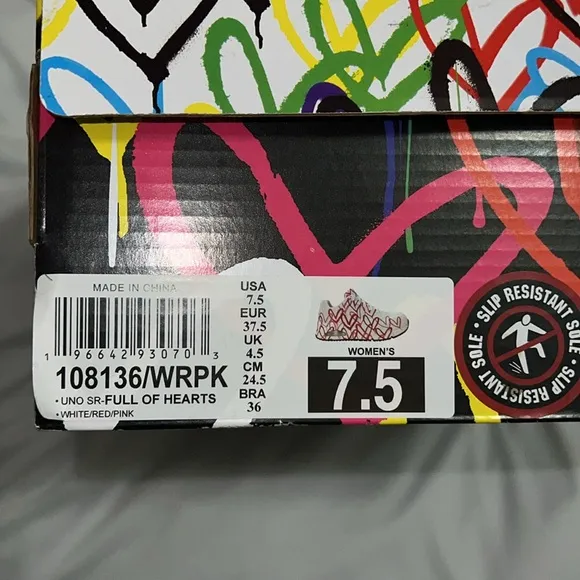 MADE IN CHINA
1 96642 93070 3
108136/WRPK
• UNO SR-FULL OF HEARTS
• WHITE/RED/PINK
USA
7.5
EUR
37.5
UK
4.5
CM
24.5
BRA
36
WOMEN'S
7.5
• SLIP RESISTANT SOLE • SLIP RESISTANT SOLE